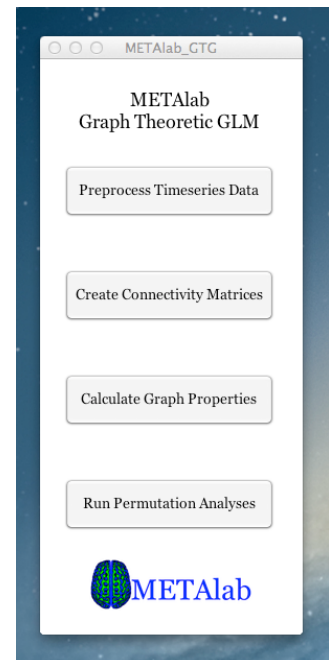 METAlab_GTG
METAlab
Graph Theoretic GLM
Preprocess Timeseries Data
Create Connectivity Matrices
Calculate Graph Properties
Run Permutation Analyses
METAlab